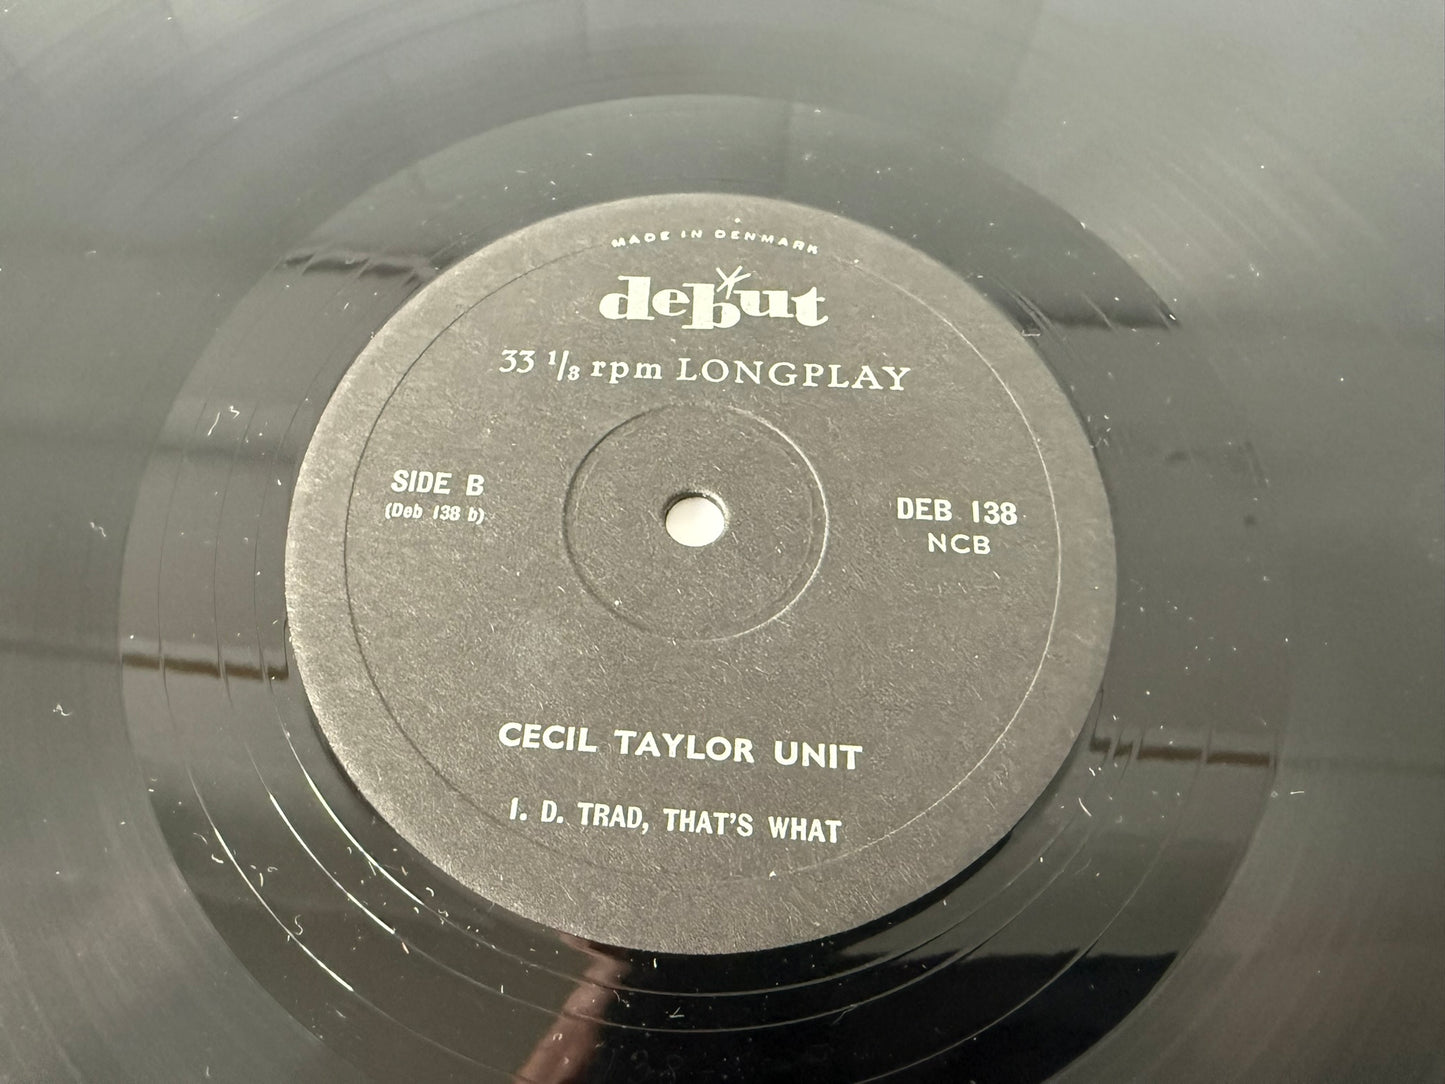 MADE IN DENMARK
debut
33 1/3 rpm LONGPLAY
SIDE B
(Deb 138 b)
DEB 138
NCB
CECIL TAYLOR UNIT
1. D. TRAD, THAT'S WHAT